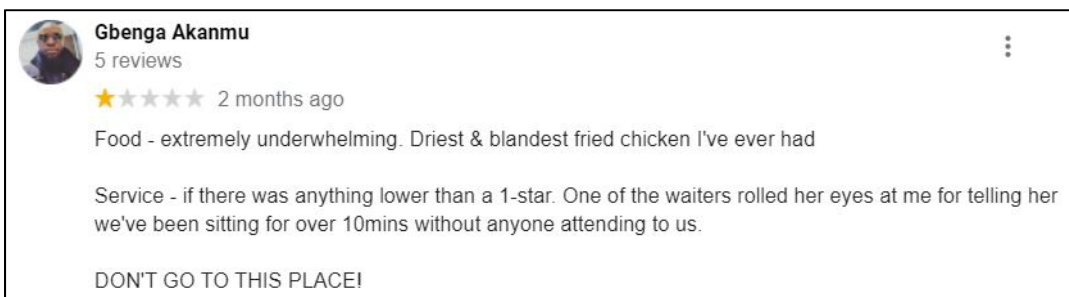 Gbenga Akanmu
5 reviews
2 months ago
Food - extremely underwhelming. Driest & blandest fried chicken I've ever had
Service - if there was anything lower than a 1-star. One of the waiters rolled her eyes at me for telling her
we've been sitting for over 10mins without anyone attending to us.
DON'T GO TO THIS PLACE!